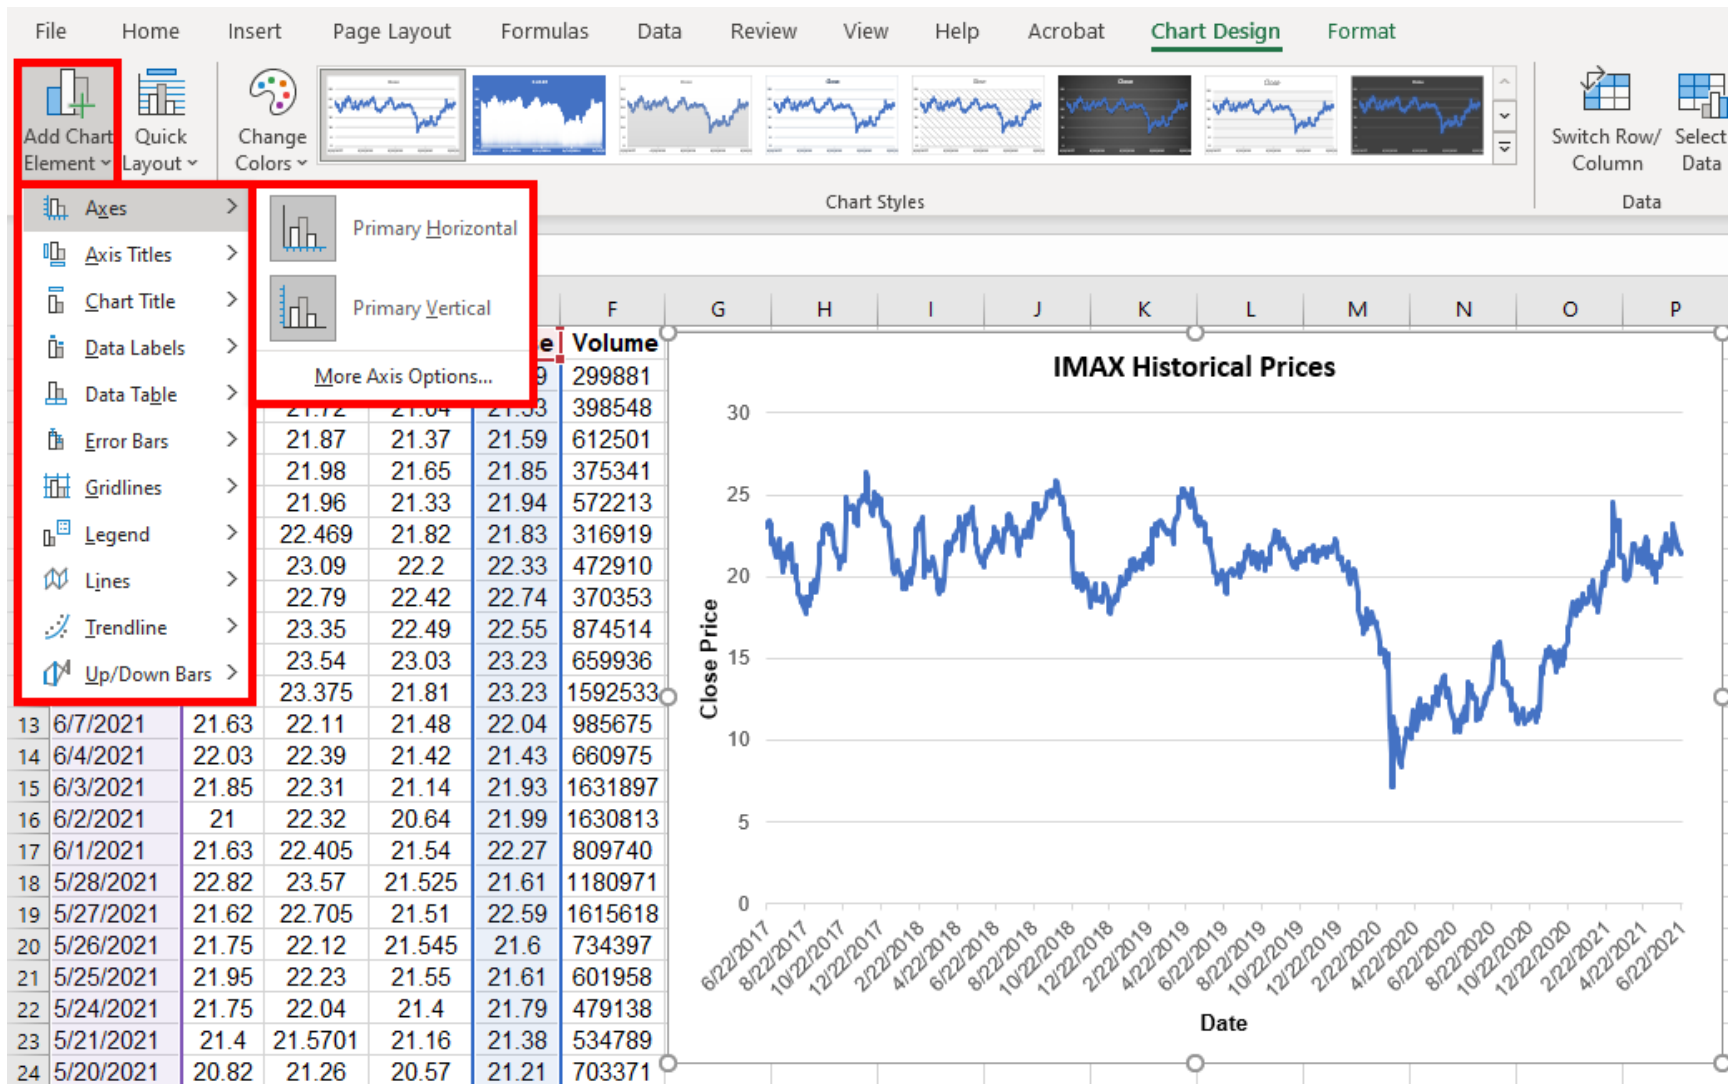 File Home Insert Page Layout Formulas Data Review View Help Acrobat Chart Design Format
Add Chart Element
Quick Layout
Change Colors
Switch Row/ Column
Select Data
Chart Styles
Data
Axes
Axis Titles
Chart Title
Data Labels
Data Table
Error Bars
Gridlines
Legend
Lines
Trendline
Up/Down Bars
Primary Horizontal
Primary Vertical
More Axis Options...
F G H I J K L M N O P
e Volume
9 299881
21.72 21.04 21.53 398548
21.87 21.37 21.59 612501
21.98 21.65 21.85 375341
21.96 21.33 21.94 572213
22.469 21.82 21.83 316919
23.09 22.2 22.33 472910
22.79 22.42 22.74 370353
23.35 22.49 22.55 874514
23.54 23.03 23.23 659936
23.375 21.81 23.23 1592533
13 6/7/2021 21.63 22.11 21.48 22.04 985675
14 6/4/2021 22.03 22.39 21.42 21.43 660975
15 6/3/2021 21.85 22.31 21.14 21.93 1631897
16 6/2/2021 21 22.32 20.64 21.99 1630813
17 6/1/2021 21.63 22.405 21.54 22.27 809740
18 5/28/2021 22.82 23.57 21.525 21.61 1180971
19 5/27/2021 21.62 22.705 21.51 22.59 1615618
20 5/26/2021 21.75 22.12 21.545 21.6 734397
21 5/25/2021 21.95 22.23 21.55 21.61 601958
22 5/24/2021 21.75 22.04 21.4 21.79 479138
23 5/21/2021 21.4 21.5701 21.16 21.38 534789
24 5/20/2021 20.82 21.26 20.57 21.21 703371
IMAX Historical Prices
Close Price
30
25
20
15
10
5
0
6/22/2017 8/22/2017 10/22/2017 12/22/2017 2/22/2018 4/22/2018 6/22/2018 8/22/2018 10/22/2018 12/22/2018 2/22/2019 4/22/2019 6/22/2019 8/22/2019 10/22/2019 12/22/2019 2/22/2020 4/22/2020 6/22/2020 8/22/2020 10/22/2020 12/22/2020 2/22/2021 4/22/2021 6/22/2021
Date